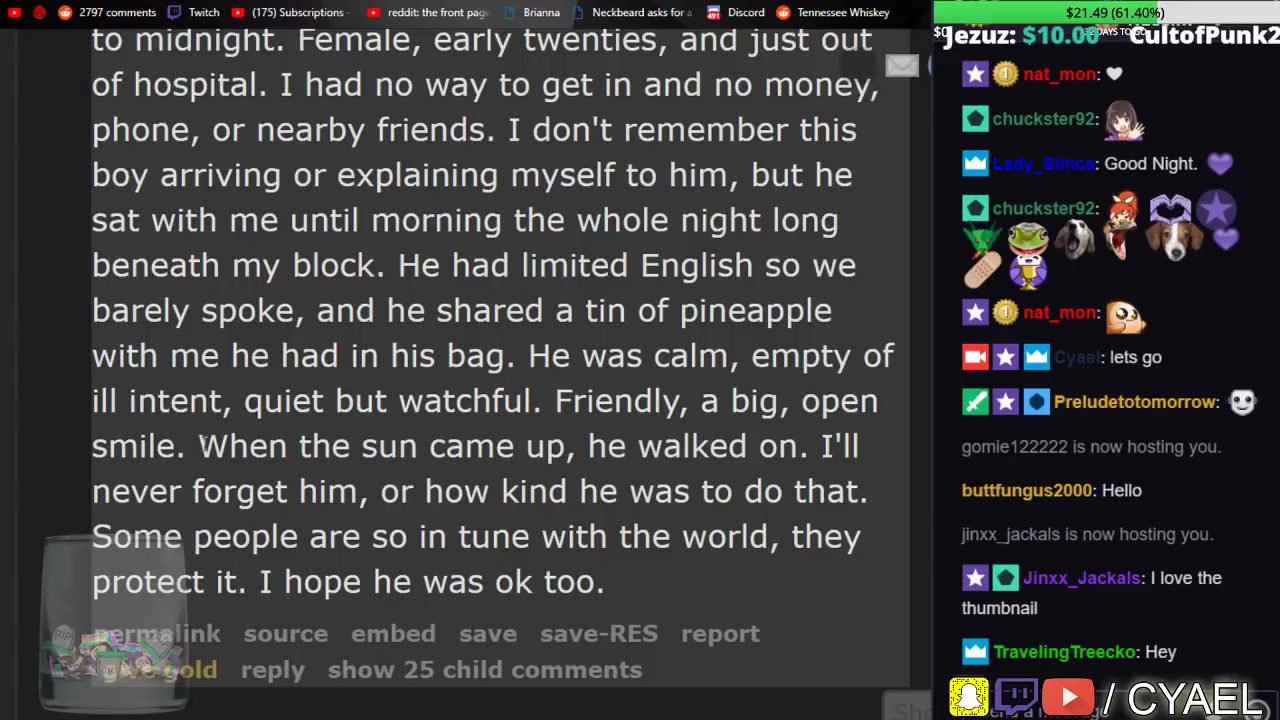 2797 comments
Twitch
(175) Subscriptions -
reddit: the front page
Brianna
Neckbeard asks for a
Discord
Tennessee Whiskey
$21.49 (61.40%)
Jezuz: $10.00 CultofPunk2
to midnight. Female, early twenties, and just out
of hospital. I had no way to get in and no money,
phone, or nearby friends. I don't remember this
boy arriving or explaining myself to him, but he
sat with me until morning the whole night long
beneath my block. He had limited English so we
barely spoke, and he shared a tin of pineapple
with me he had in his bag. He was calm, empty of
ill intent, quiet but watchful. Friendly, a big, open
smile. When the sun came up, he walked on. I'll
never forget him, or how kind he was to do that.
Some people are so in tune with the world, they
protect it. I hope he was ok too.
permalink source embed save save-RES report
give gold reply show 25 child comments
nat_mon:
chuckster92:
Lady_Simca: Good Night.
chuckster92:
nat_mon:
Cyael: lets go
Preludetotomorrow:
gomie122222 is now hosting you.
buttfungus2000: Hello
jinxx_jackals is now hosting you.
Jinxx_Jackals: I love the
thumbnail
TravelingTreecko: Hey
/ CYAEL